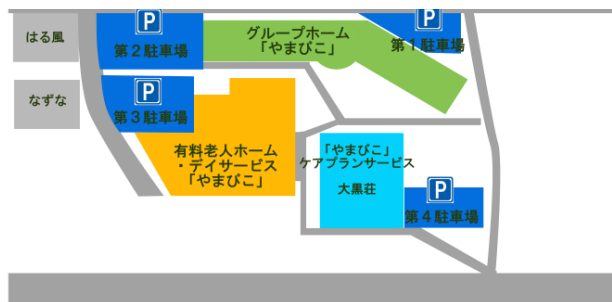 はる風
P
第2駐車場
グループホーム
「やまびこ」
P
第1駐車場
なずな
P
第3駐車場
有料老人ホーム
・デイサービス
「やまびこ」
「やまびこ」
ケアプランサービス
大黒荘
P
第4駐車場